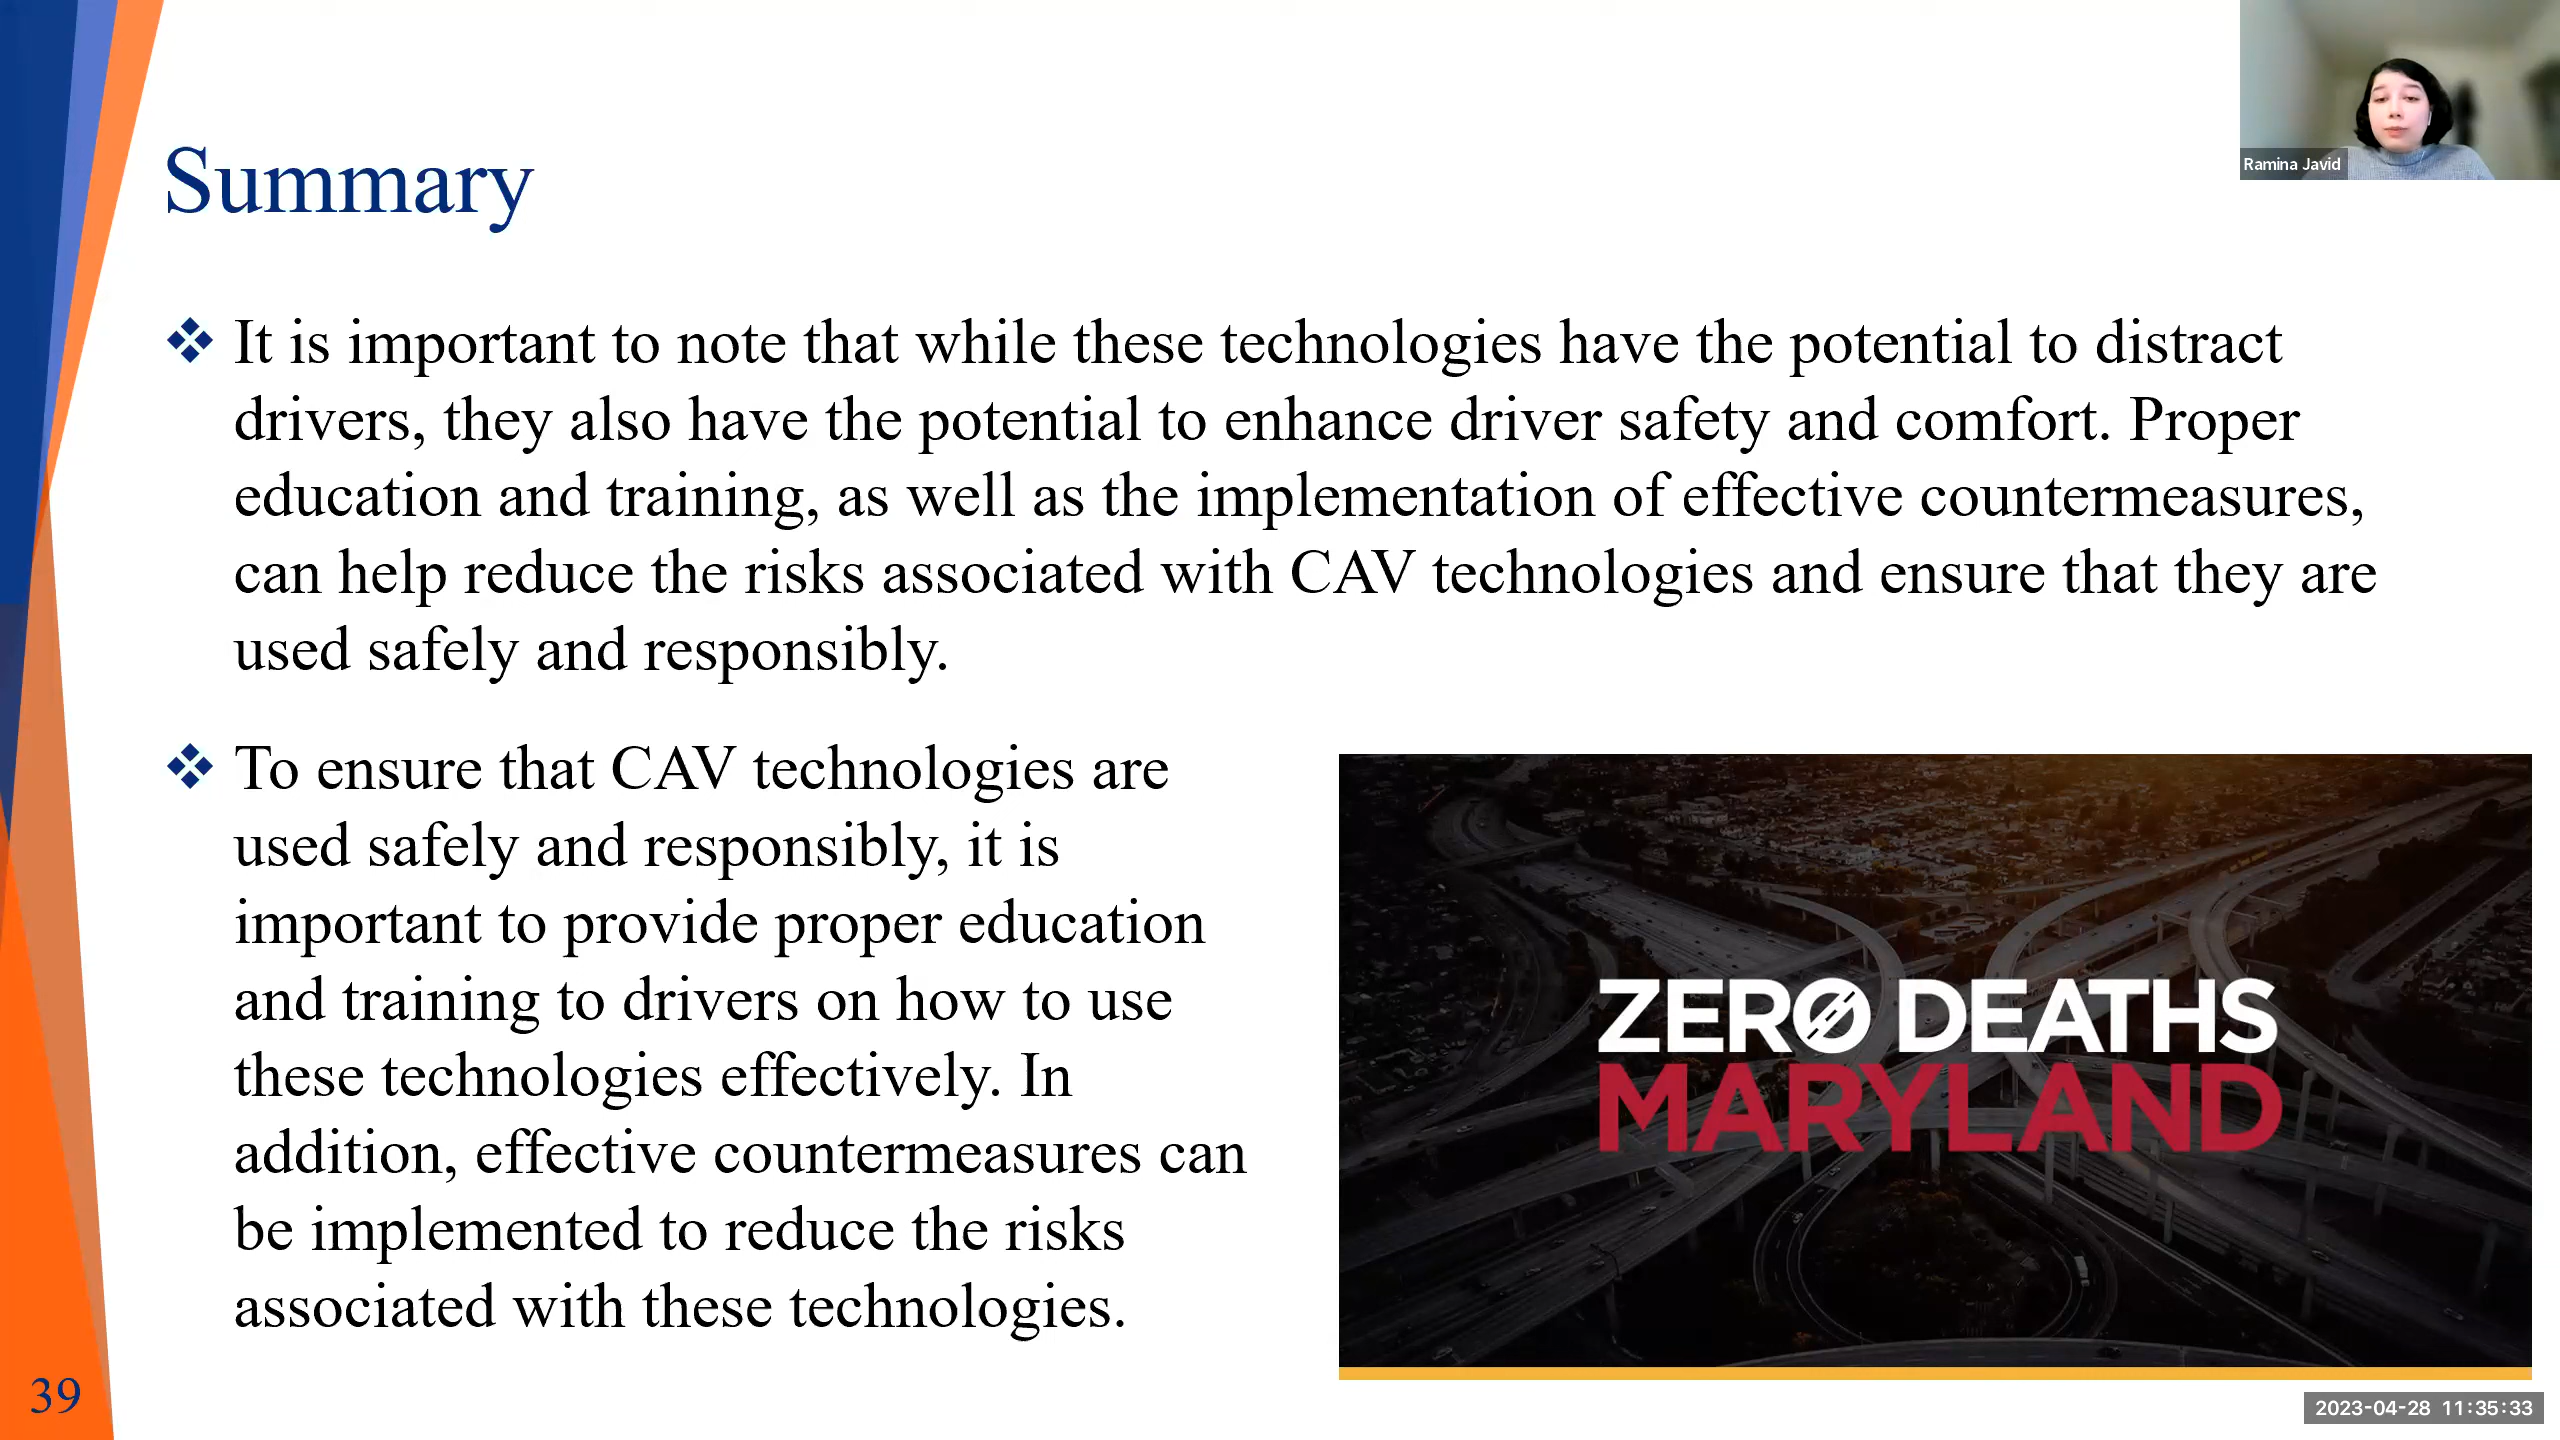 Ramina Javid
Summary
It is important to note that while these technologies have the potential to distract
drivers, they also have the potential to enhance driver safety and comfort. Proper
education and training, as well as the implementation of effective countermeasures,
can help reduce the risks associated with CAV technologies and ensure that they are
used safely and responsibly.
To ensure that CAV technologies are
used safely and responsibly, it is
important to provide proper education
and training to drivers on how to use
these technologies effectively. In
addition, effective countermeasures can
be implemented to reduce the risks
associated with these technologies.
ZERO DEATHS
MARYLAND
39
2023-04-28 11:35:33